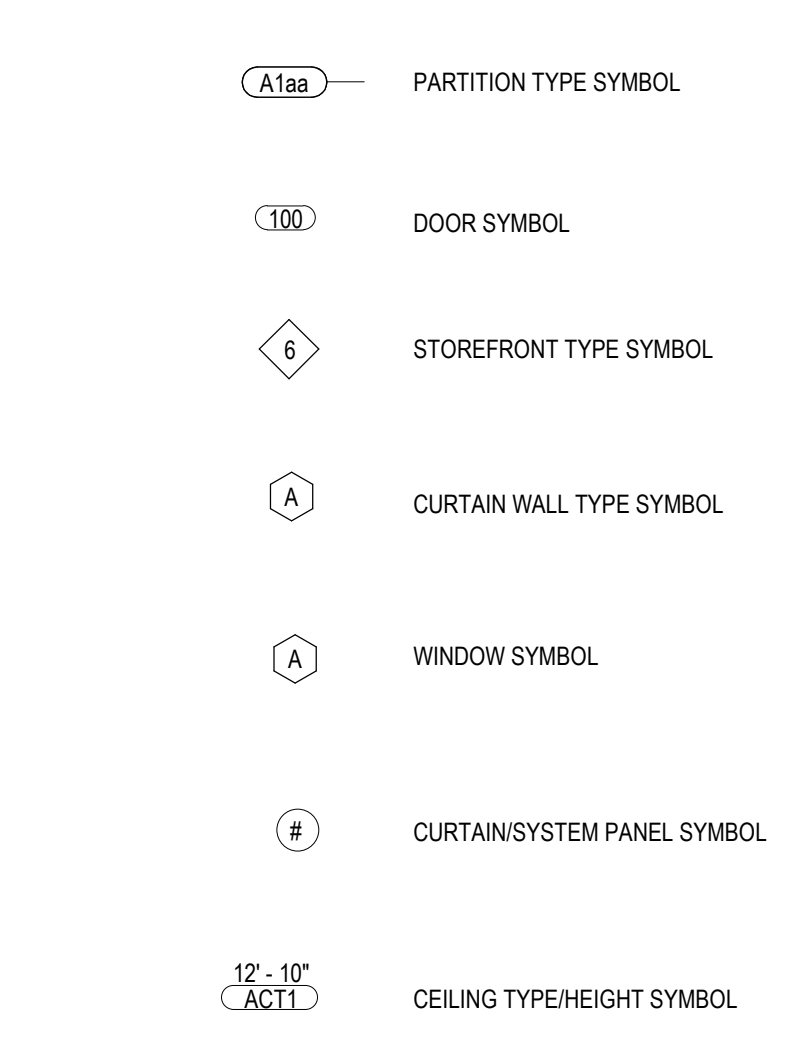 A1aa PARTITION TYPE SYMBOL
100 DOOR SYMBOL
6 STOREFRONT TYPE SYMBOL
A CURTAIN WALL TYPE SYMBOL
A WINDOW SYMBOL
# CURTAIN/SYSTEM PANEL SYMBOL
12' - 10"
ACT1 CEILING TYPE/HEIGHT SYMBOL